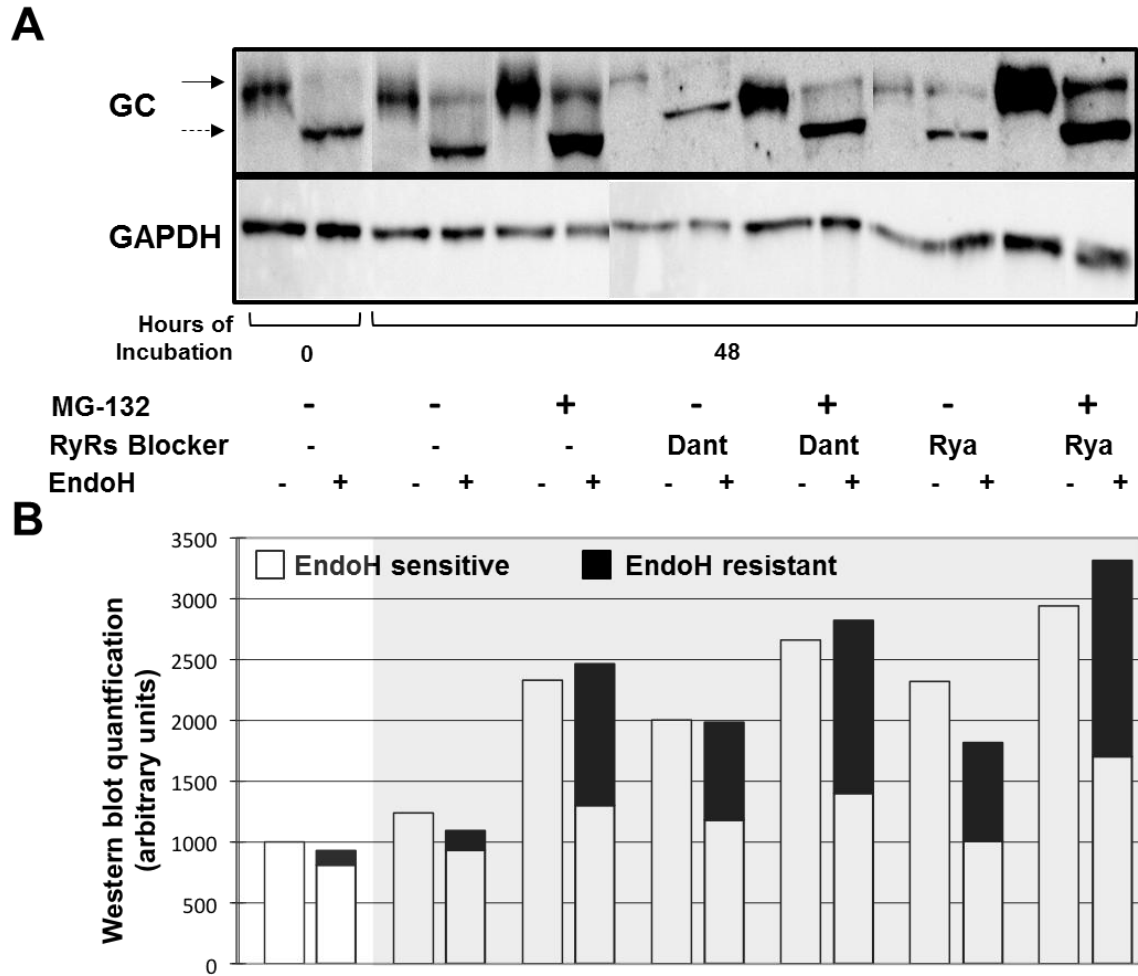 A
GC
GAPDH
Hours of
Incubation
0
48
MG-132 - - + - + - +
RyRs Blocker - - - Dant Dant Rya Rya
EndoH - + - + - + - + - + - + - +
B
Western blot quantfication
(arbitrary units)
3500
3000
2500
2000
1500
1000
500
0
EndoH sensitive EndoH resistant